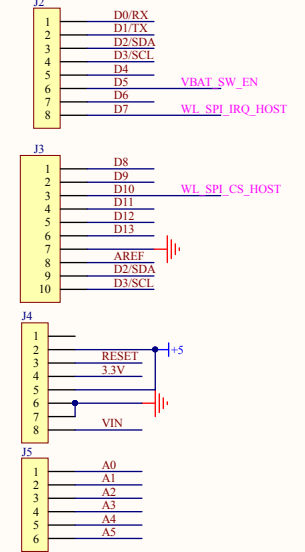 J2
1 D0/RX
2 D1/TX
3 D2/SDA
4 D3/SCL
5 D4
6 D5 VBAT_SW_EN
7 D6
8 D7 WL_SPI_IRQ_HOST
J3
1 D8
2 D9
3 D10 WL_SPI_CS_HOST
4 D11
5 D12
6 D13
7
8 AREF
9 D2/SDA
10 D3/SCL
J4
1
2 +5
3 RESET
4 3.3V
5
6
7
8 VIN
J5
1 A0
2 A1
3 A2
4 A3
5 A4
6 A5